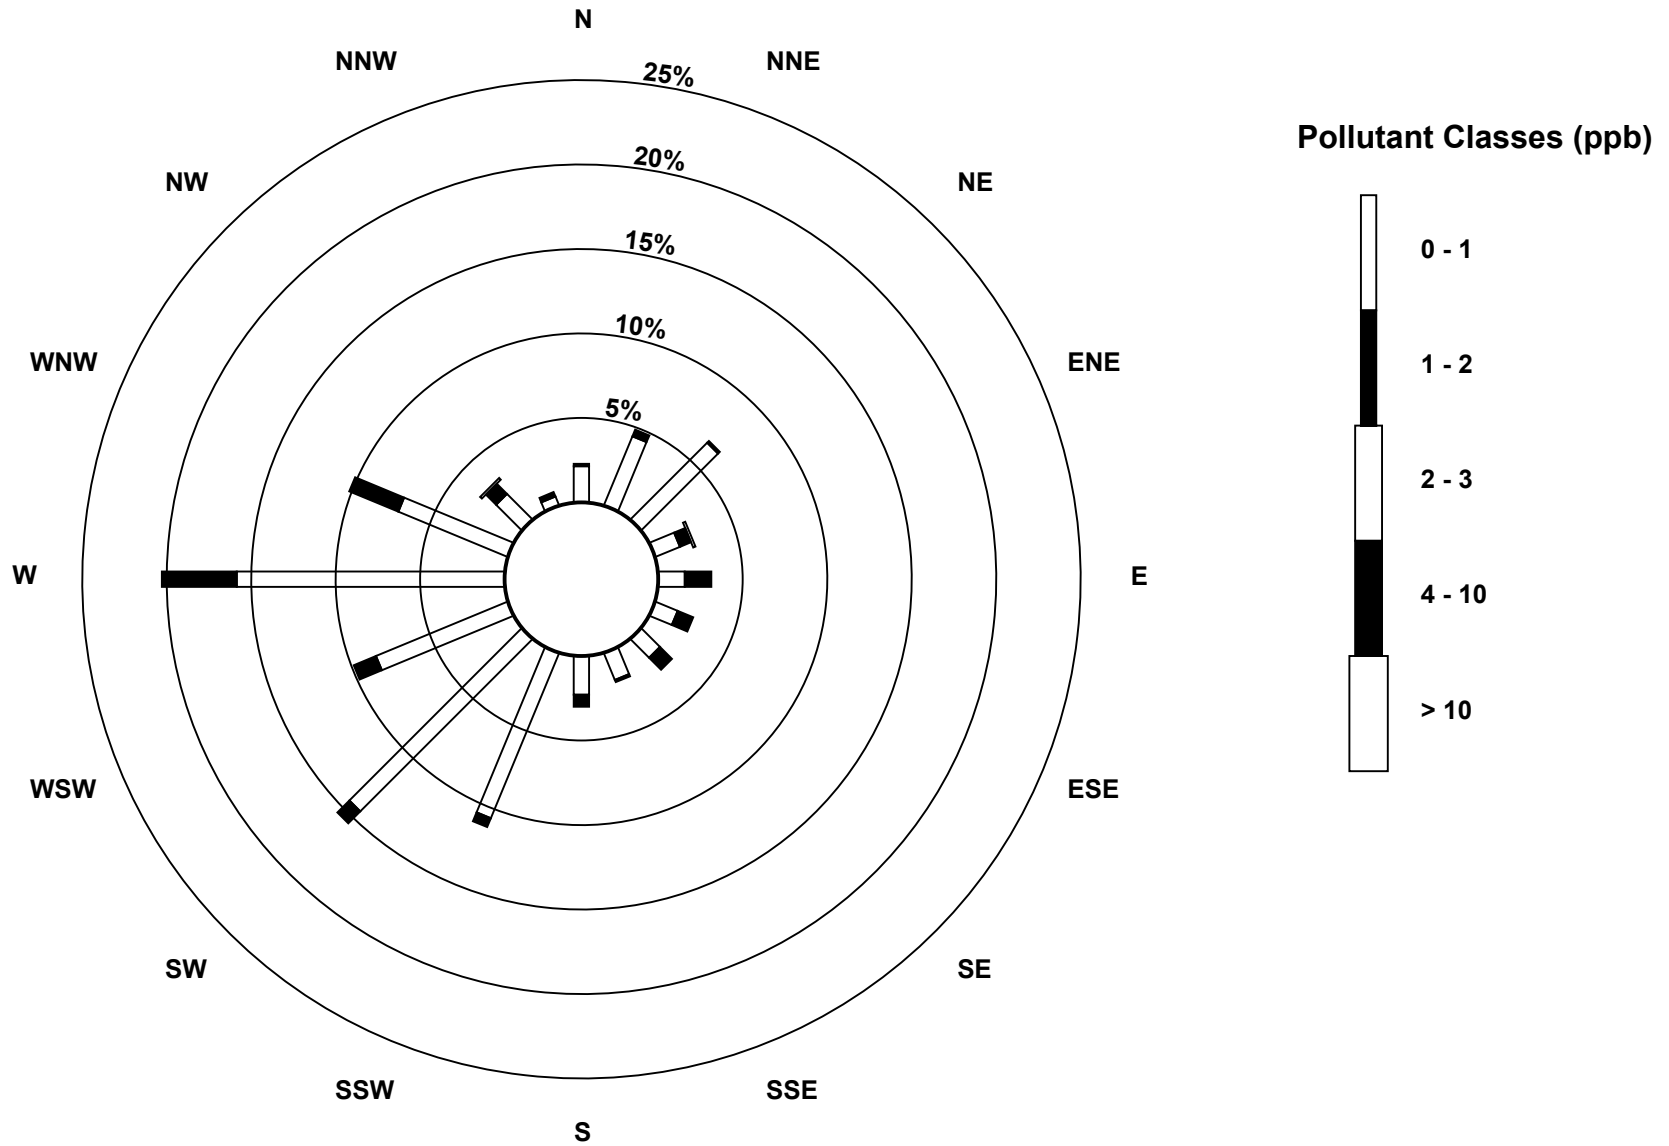 N
NNW
NNE
25%
20%
NW
NE
15%
10%
WNW
ENE
5%
W
E
WSW
ESE
SW
SE
SSW
SSE
S
Pollutant Classes (ppb)
0 - 1
1 - 2
2 - 3
4 - 10
> 10